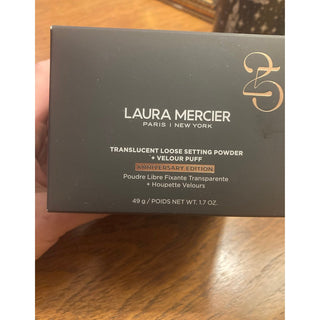 25
LAURA MERCIER
PARIS | NEW YORK
TRANSLUCENT LOOSE SETTING POWDER
+ VELOUR PUFF
ANNIVERSARY EDITION
Poudre Libre Fixante Transparente
+ Houpette Velours
49 g / POIDS NET WT. 1.7 OZ.